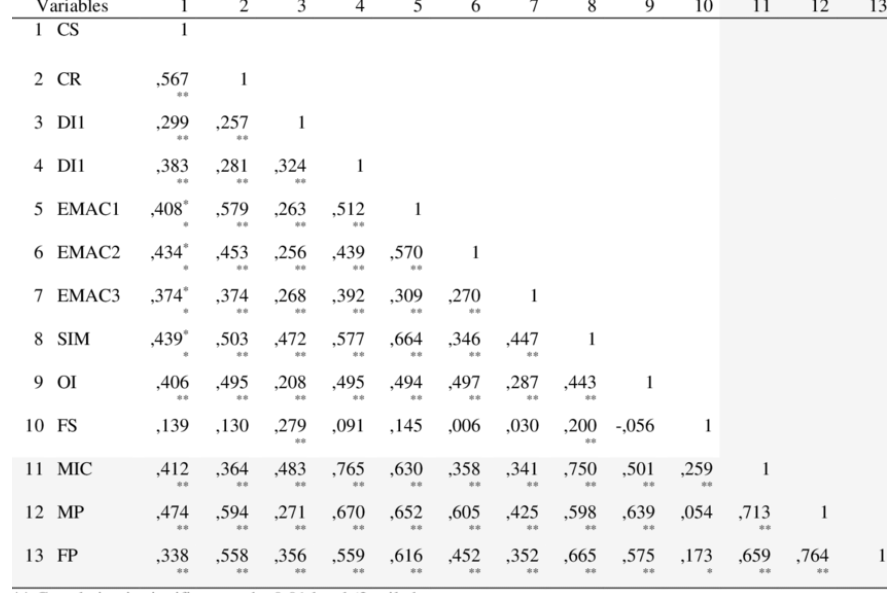 Variables 1 2 3 4 5 6 7 8 9 10 11 12 13
1 CS 1
2 CR ,567 1
**
3 DI1 ,299 ,257 1
** **
4 DI1 ,383 ,281 ,324 1
** ** **
5 EMAC1 ,408* ,579 ,263 ,512 1
* ** ** **
6 EMAC2 ,434* ,453 ,256 ,439 ,570 1
* ** ** ** **
7 EMAC3 ,374* ,374 ,268 ,392 ,309 ,270 1
* ** ** ** ** **
8 SIM ,439* ,503 ,472 ,577 ,664 ,346 ,447 1
* ** ** ** ** ** **
9 OI ,406 ,495 ,208 ,495 ,494 ,497 ,287 ,443 1
** ** ** ** ** ** ** **
10 FS ,139 ,130 ,279 ,091 ,145 ,006 ,030 ,200 -,056 1
** **
11 MIC ,412 ,364 ,483 ,765 ,630 ,358 ,341 ,750 ,501 ,259 1
** ** ** ** ** ** ** ** ** **
12 MP ,474 ,594 ,271 ,670 ,652 ,605 ,425 ,598 ,639 ,054 ,713 1
** ** ** ** ** ** ** ** ** **
13 FP ,338 ,558 ,356 ,559 ,616 ,452 ,352 ,665 ,575 ,173 ,659 ,764 1
** ** ** ** ** ** ** ** ** * ** **